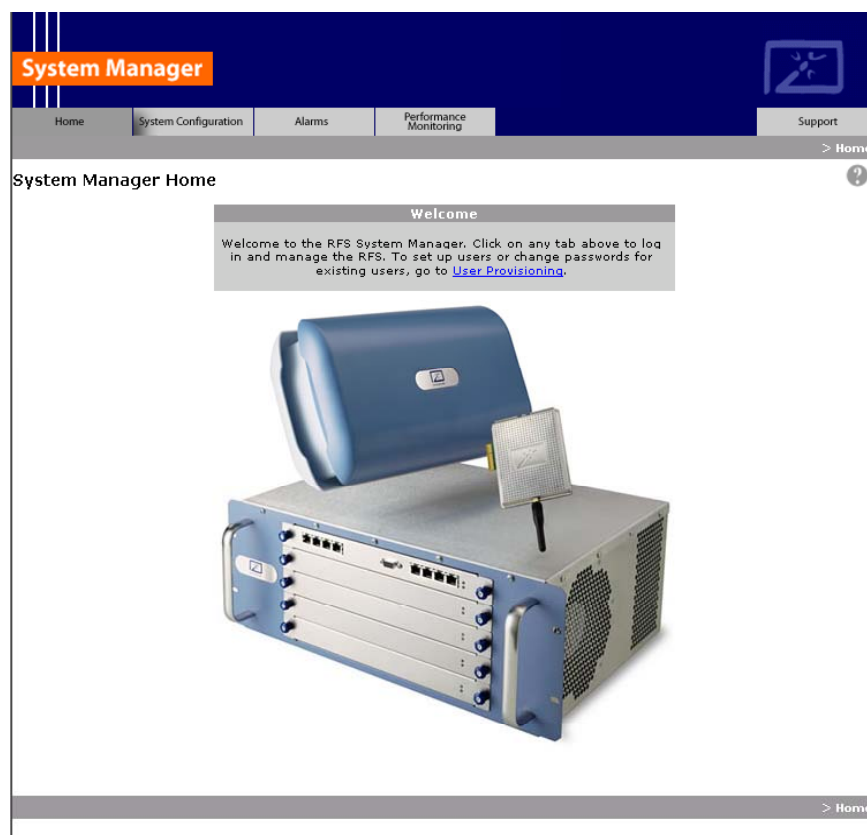 System Manager
Home
System Configuration
Alarms
Performance
Monitoring
Support
> Home
System Manager Home
?
Welcome
Welcome to the RFS System Manager. Click on any tab above to log
in and manage the RFS. To set up users or change passwords for
existing users, go to User Provisioning.
> Home